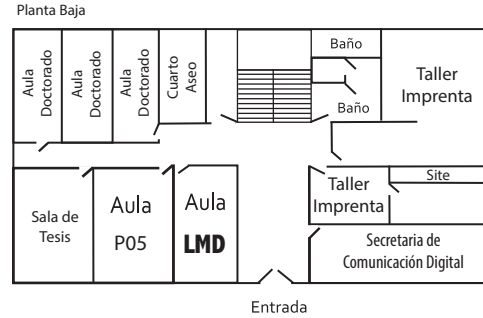 Planta Baja
Aula
Doctorado
Aula
Doctorado
Aula
Doctorado
Cuarto
Aseo
Baño
Baño
Taller
Imprenta
Sala de
Tesis
Aula
P05
Aula
LMD
Taller
Imprenta
Site
Secretaria de
Comunicación Digital
Entrada